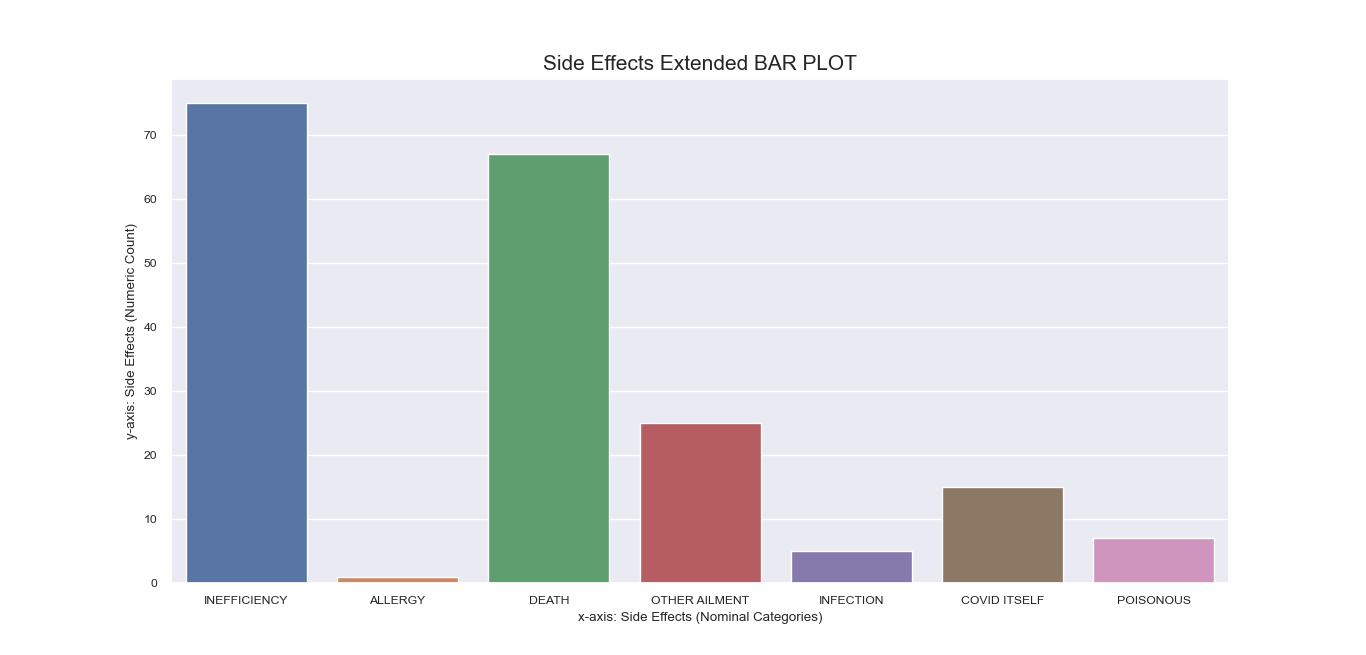 Side Effects Extended BAR PLOT
y-axis: Side Effects (Numeric Count)
70
60
50
40
30
20
10
0
INEFFICIENCY ALLERGY DEATH OTHER AILMENT INFECTION COVID ITSELF POISONOUS
x-axis: Side Effects (Nominal Categories)